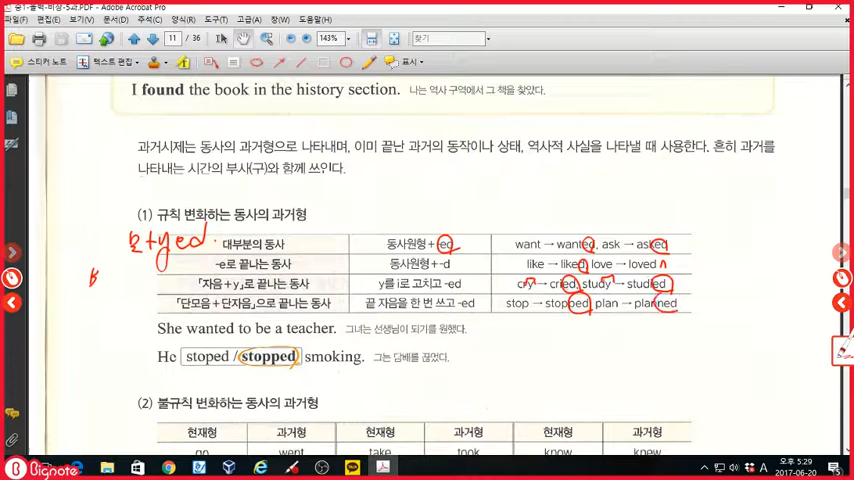 중1-블랙-비상-5과.PDF - Adobe Acrobat Pro
파일(F) 편집(E) 보기(V) 문서(D) 주석(C) 양식(R) 도구(T) 고급(A) 창(W) 도움말(H)
11 / 36 143% 찾기
스티커 노트 텍스트 편집 표시
I found the book in the history section. 나는 역사 구역에서 그 책을 찾았다.
과거시제는 동사의 과거형으로 나타내며, 이미 끝난 과거의 동작이나 상태, 역사적 사실을 나타낼 때 사용한다. 흔히 과거를
나타내는 시간의 부사(구)와 함께 쓰인다.
(1) 규칙 변화하는 동사의 과거형
모+y ed 대부분의 동사 동사원형 + -ed want → wanted, ask → asked
-e로 끝나는 동사 동사원형 + -d like → liked, love → loved
「자음+y」로 끝나는 동사 y를 i로 고치고 -ed cry → cried, study → studied
「단모음+단자음」으로 끝나는 동사 끝 자음을 한 번 쓰고 -ed stop → stopped, plan → planned
She wanted to be a teacher. 그녀는 선생님이 되기를 원했다.
He stoped / stopped smoking. 그는 담배를 끊었다.
(2) 불규칙 변화하는 동사의 과거형
현재형 과거형 현재형 과거형 현재형 과거형
go went take took know knew
Bignote 오후 5:29
2017-06-20